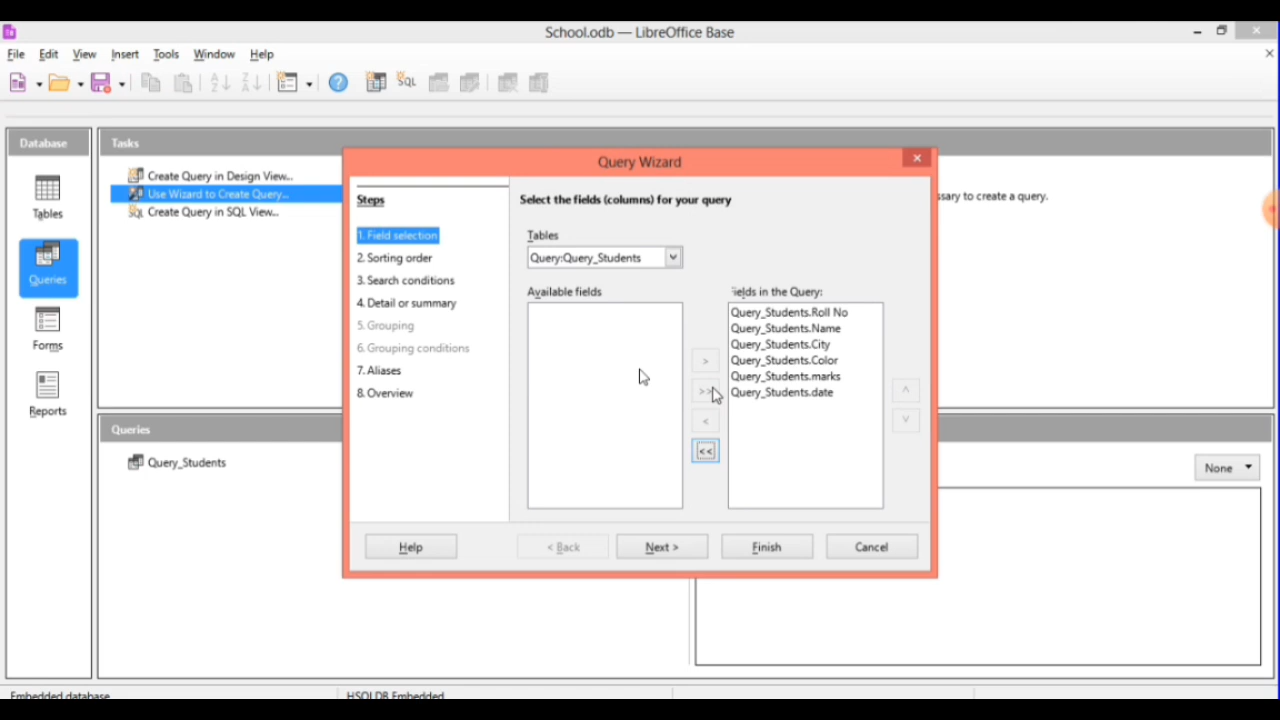 School.odb — LibreOffice Base
File Edit View Insert Tools Window Help
SQL
Database
Tables
Queries
Forms
Reports
Tasks
Create Query in Design View...
Use Wizard to Create Query...
Create Query in SQL View...
ssary to create a query.
Queries
Query_Students
None
Query Wizard
Steps
1. Field selection
2. Sorting order
3. Search conditions
4. Detail or summary
5. Grouping
6. Grouping conditions
7. Aliases
8. Overview
Select the fields (columns) for your query
Tables
Query:Query_Students
Available fields
ields in the Query:
Query_Students.Roll No
Query_Students.Name
Query_Students.City
Query_Students.Color
Query_Students.marks
Query_Students.date
>
>>
<
<<
Help
< Back
Next >
Finish
Cancel
Embedded database
HSQLDB Embedded